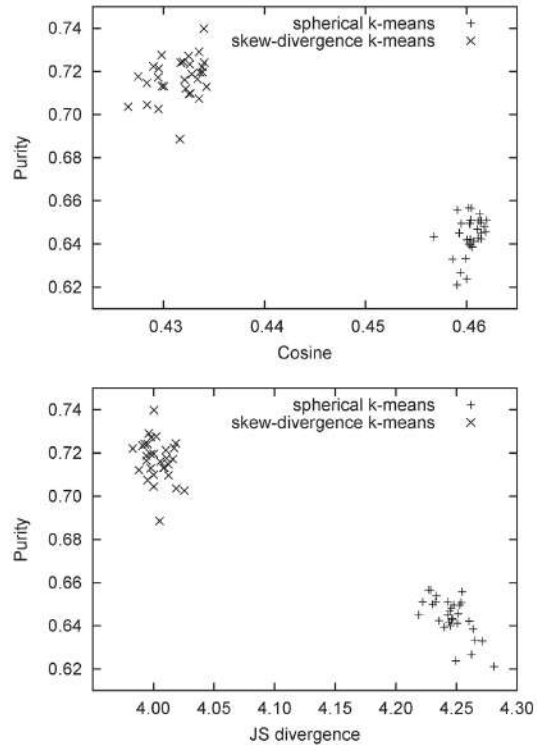 spherical k-means +
skew-divergence k-means ×
0.74
0.72
0.70
0.68
0.66
0.64
0.62
Purity
0.43 0.44 0.45 0.46
Cosine
spherical k-means +
skew-divergence k-means ×
0.74
0.72
0.70
0.68
0.66
0.64
0.62
Purity
4.00 4.05 4.10 4.15 4.20 4.25 4.30
JS divergence